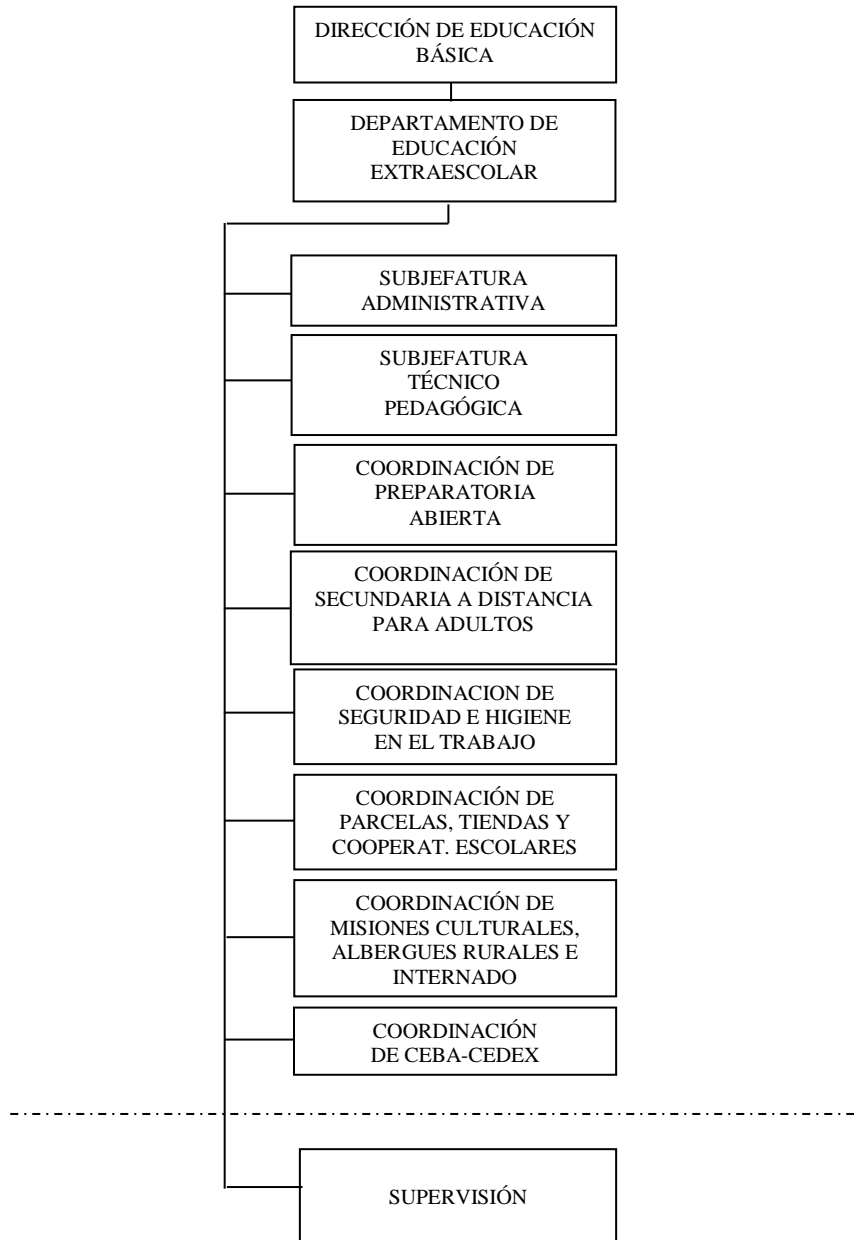 DIRECCIÓN DE EDUCACIÓN
BÁSICA
DEPARTAMENTO DE
EDUCACIÓN
EXTRAESCOLAR
SUBJEFATURA
ADMINISTRATIVA
SUBJEFATURA
TÉCNICO
PEDAGÓGICA
COORDINACIÓN DE
PREPARATORIA
ABIERTA
COORDINACIÓN DE
SECUNDARIA A DISTANCIA
PARA ADULTOS
COORDINACION DE
SEGURIDAD E HIGIENE
EN EL TRABAJO
COORDINACIÓN DE
PARCELAS, TIENDAS Y
COOPERAT. ESCOLARES
COORDINACIÓN DE
MISIONES CULTURALES,
ALBERGUES RURALES E
INTERNADO
COORDINACIÓN
DE CEBA-CEDEX
SUPERVISIÓN